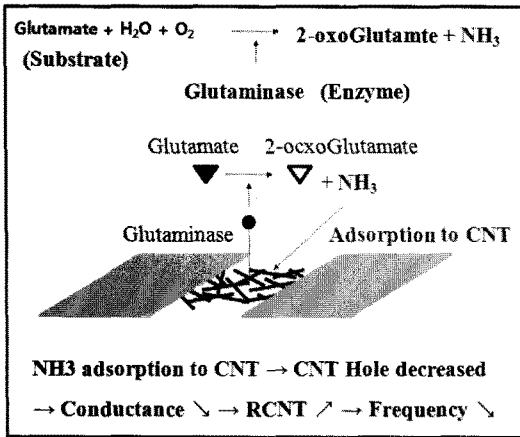 Glutamate + H₂O + O₂ → 2-oxoGlutamte + NH₃
(Substrate)
Glutaminase (Enzyme)
Glutamate 2-ocxoGlutamate
+ NH₃
Glutaminase Adsorption to CNT
NH3 adsorption to CNT → CNT Hole decreased
→ Conductance ↘ → RCNT ↗ → Frequency ↘